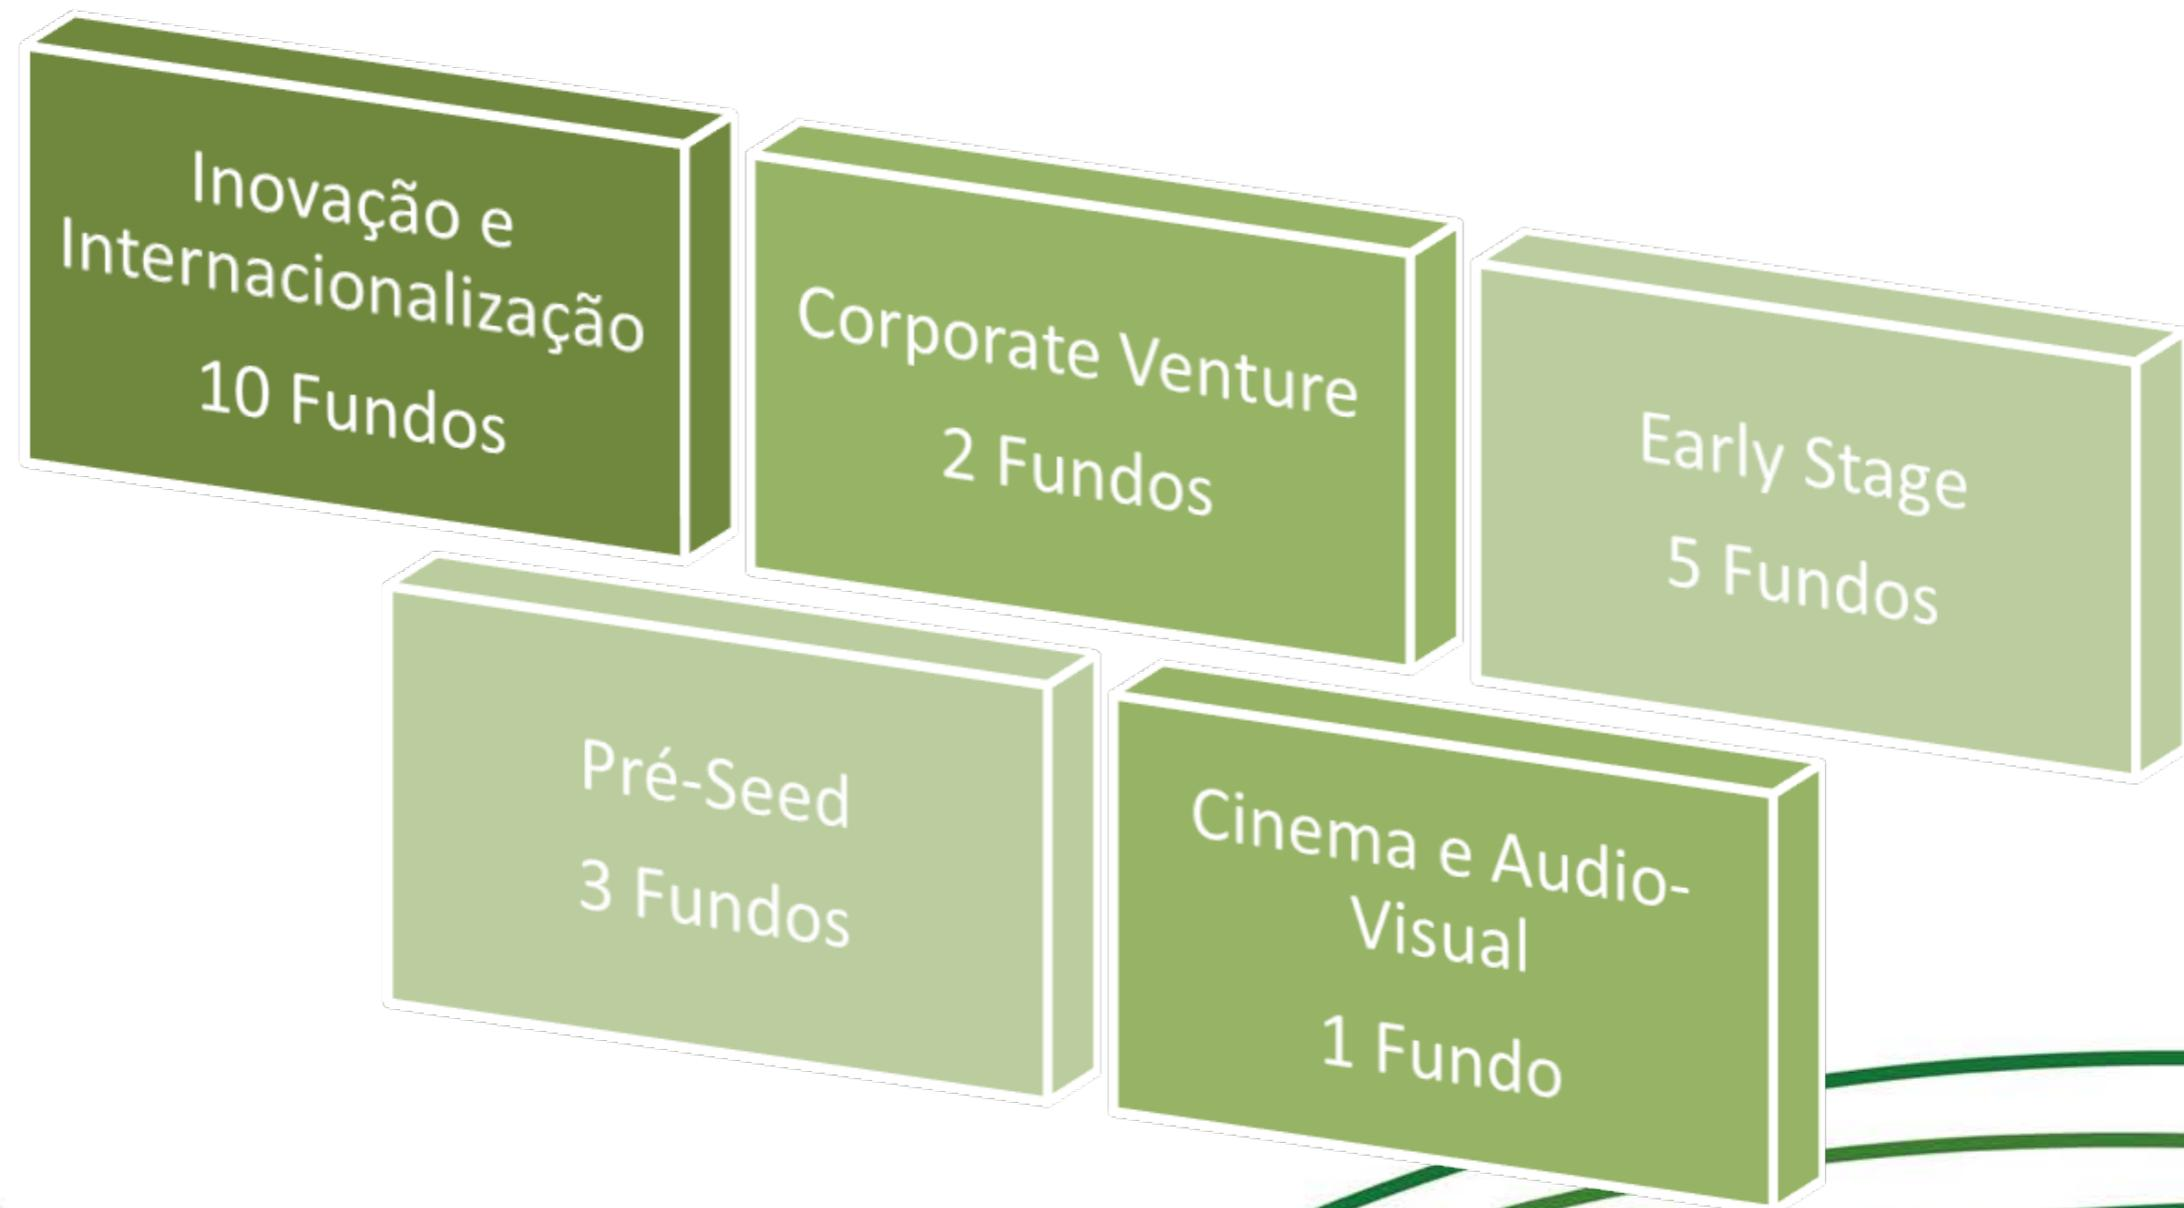 Inovação e
Internacionalização
10 Fundos
Corporate Venture
2 Fundos
Early Stage
5 Fundos
Pré-Seed
3 Fundos
Cinema e Audio-
Visual
1 Fundo